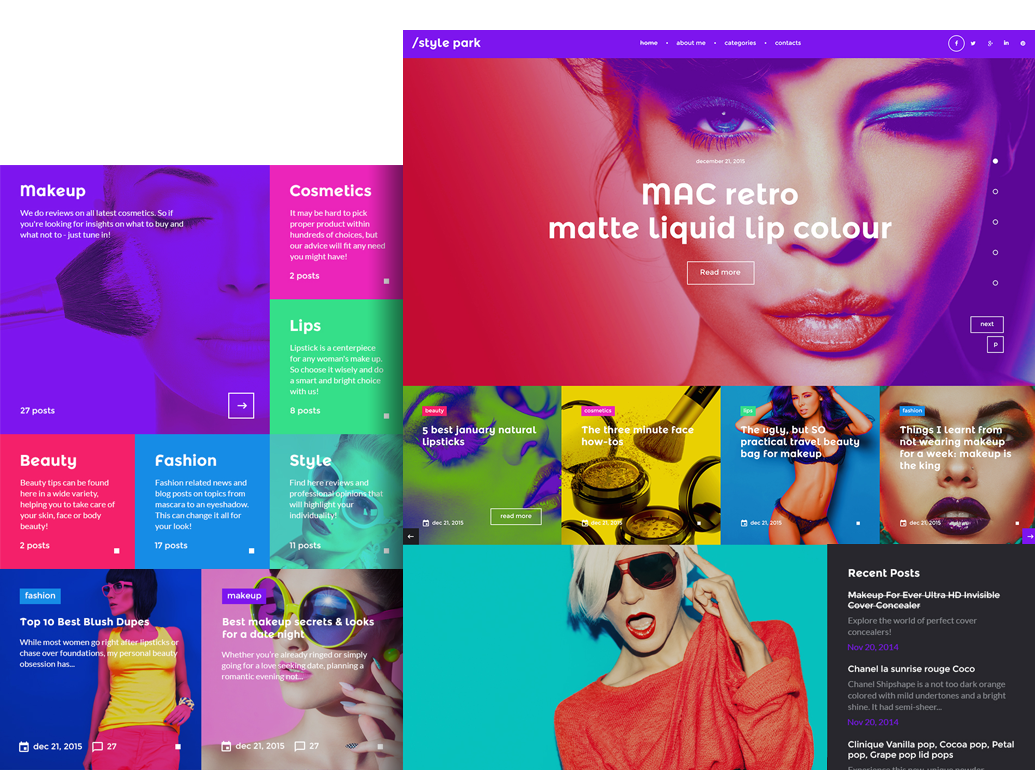 /style park
home
about me
categories
contacts
december 21, 2015
MAC retro
matte liquid lip colour
Read more
next
p
Makeup
We do reviews on all latest cosmetics. So if
you're looking for insights on what to buy and
what not to - just tune in!
27 posts
Cosmetics
It may be hard to pick
proper product within
hundreds of choices, but
our advice will fit any need
you might have!
2 posts
Lips
Lipstick is a centerpiece
for any woman's make up.
So choose it wisely and do
a smart and bright choice
with us!
8 posts
Beauty
Beauty tips can be found
here in a wide variety,
helping you to take care of
your skin, face or body
beauty!
2 posts
Fashion
Fashion related news and
blog posts on topics from
mascara to an eyeshadow.
This can change it all for
your look!
17 posts
Style
Find here reviews and
professional opinions that
will highlight your
individuality!
11 posts
fashion
Top 10 Best Blush Dupes
While most women go right after lipsticks or
chase over foundations, my personal beauty
obsession has...
dec 21, 2015
27
makeup
Best makeup secrets & looks
for a date night
Whether you're already ringed or simply
going for a love seeking date, planning a
romantic evening not...
dec 21, 2015
27
beauty
5 best january natural
lipsticks
dec 21, 2015
read more
cosmetics
The three minute face
how-tos
dec 21, 2015
lips
The ugly, but SO
practical travel beauty
bag for makeup
dec 21, 2015
fashion
Things I learnt from
not wearing makeup
for a week: makeup is
the king
dec 21, 2015
Recent Posts
Makeup For Ever Ultra HD Invisible
Cover Concealer
Explore the world of perfect cover
concealers!
Nov 20, 2014
Chanel la sunrise rouge Coco
Chanel Shipshape is a not too dark orange
colored with mild undertones and a bright
shine. It had semi-sheer...
Nov 20, 2014
Clinique Vanilla pop, Cocoa pop, Petal
pop, Grape pop lid pops